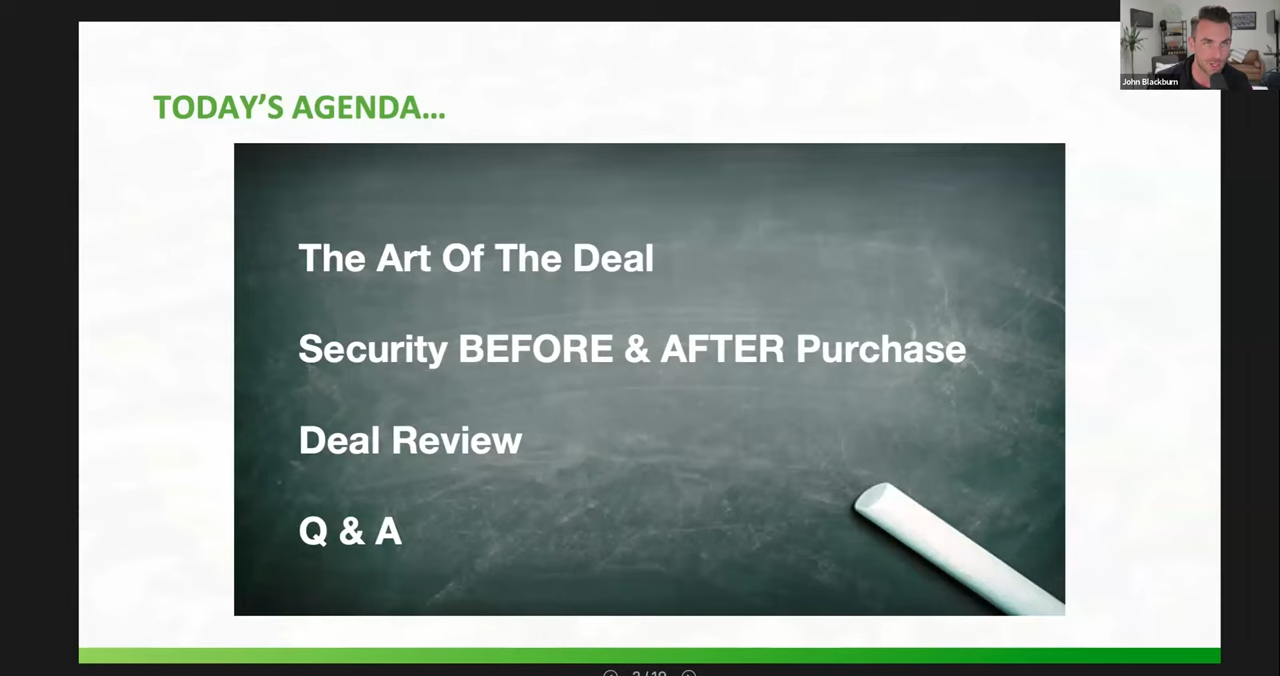 John Blackburn
TODAY'S AGENDA...
The Art Of The Deal
Security BEFORE & AFTER Purchase
Deal Review
Q & A